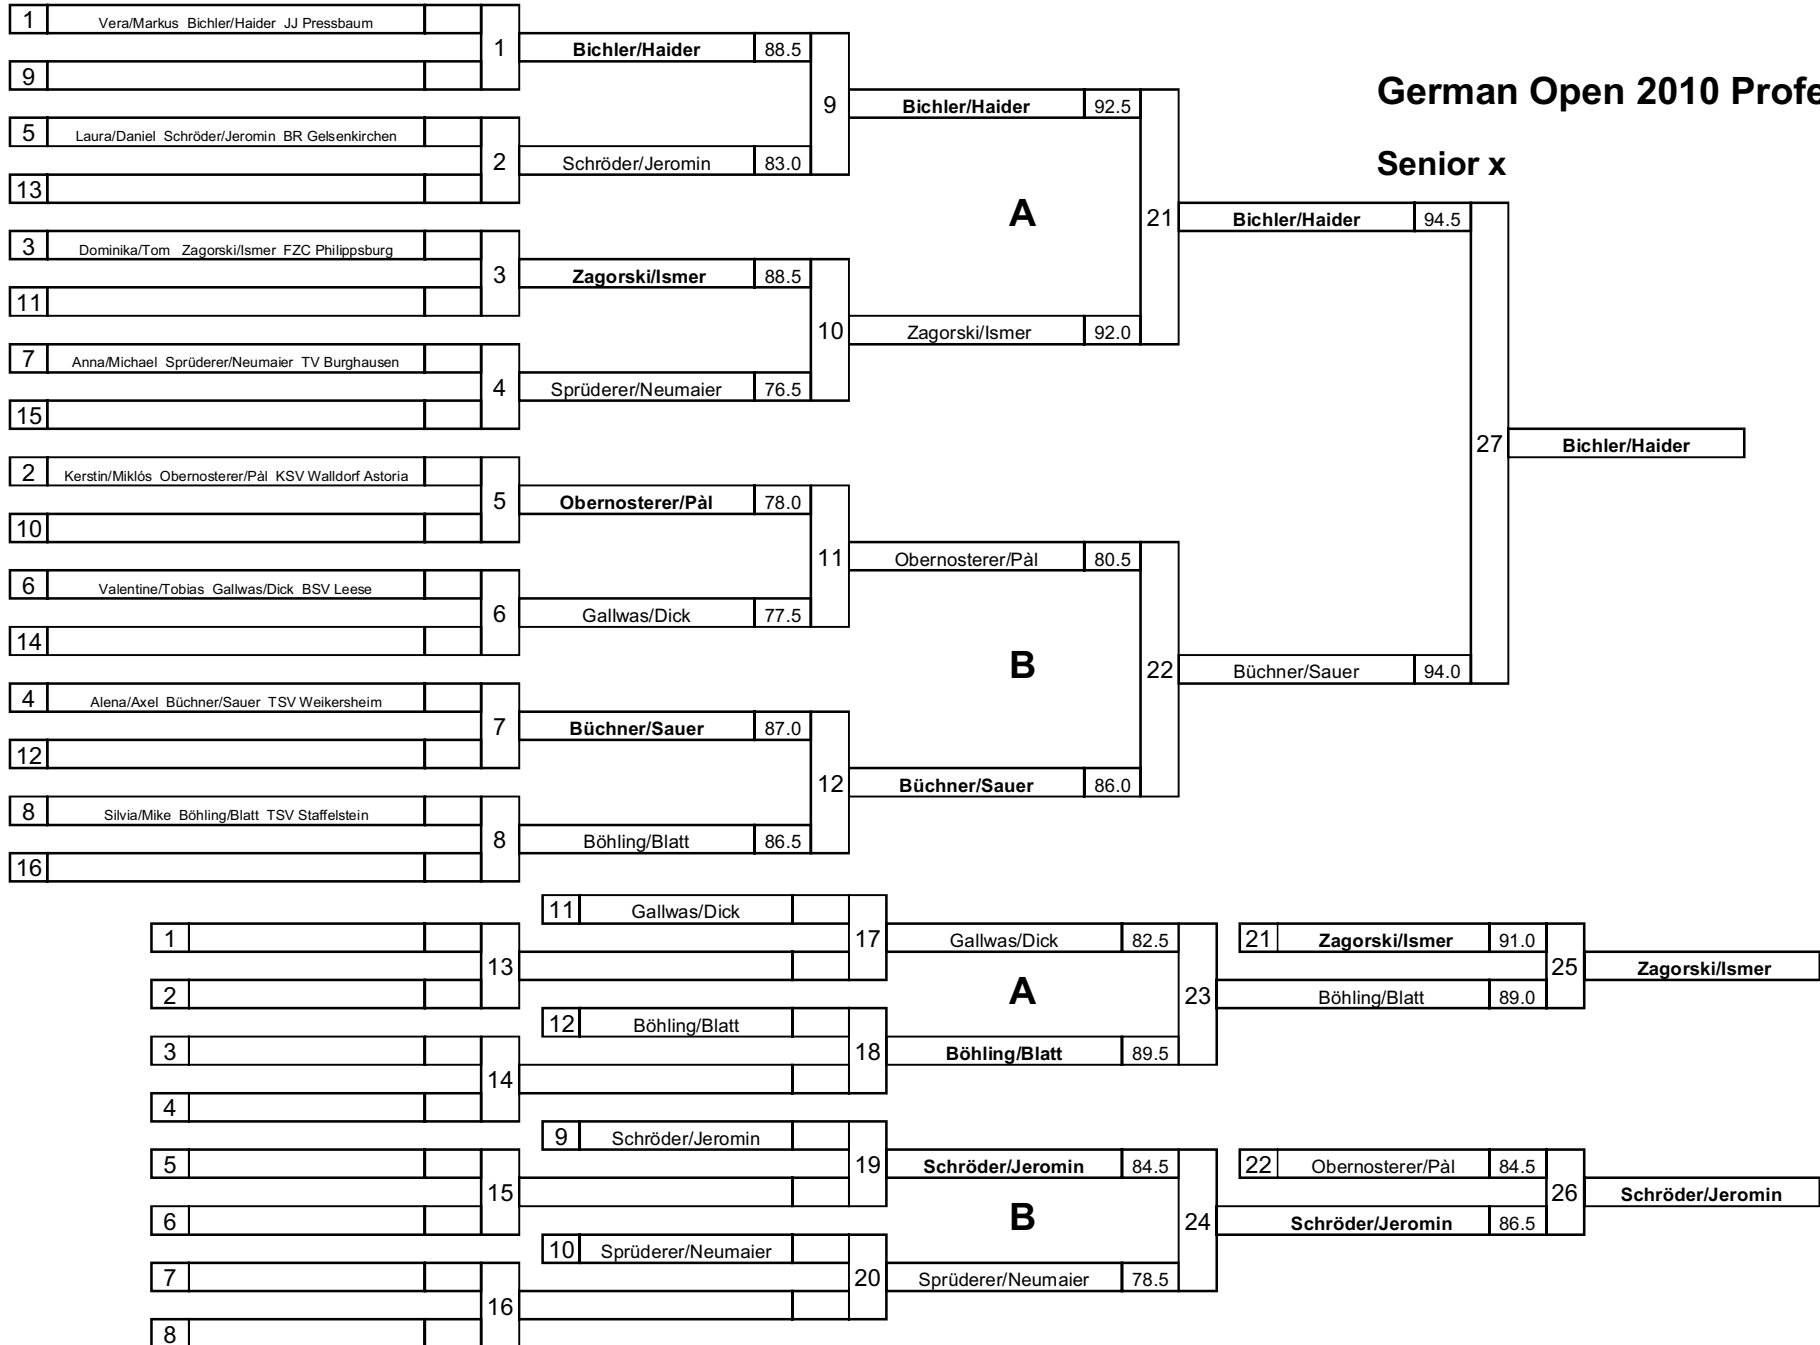 German Open 2010 Profe
Senior x
1 Vera/Markus Bichler/Haider JJ Pressbaum
9
1
5 Laura/Daniel Schröder/Jeromin BR Gelsenkirchen
13
2
3 Dominika/Tom Zagorski/Ismer FZC Philippsburg
11
3
7 Anna/Michael Sprüderer/Neumaier TV Burghausen
15
4
2 Kerstin/Miklós Obernosterer/Pàl KSV Walldorf Astoria
10
5
6 Valentine/Tobias Gallwas/Dick BSV Leese
14
6
4 Alena/Axel Büchner/Sauer TSV Weikersheim
12
7
8 Silvia/Mike Böhling/Blatt TSV Staffelstein
16
8
Bichler/Haider 88.5
9
Schröder/Jeromin 83.0
Zagorski/Ismer 88.5
10
Sprüderer/Neumaier 76.5
Obernosterer/Pàl 78.0
11
Gallwas/Dick 77.5
Büchner/Sauer 87.0
12
Böhling/Blatt 86.5
Bichler/Haider 92.5
A
21
Zagorski/Ismer 92.0
Obernosterer/Pàl 80.5
B
22
Büchner/Sauer 86.0
Bichler/Haider 94.5
27
Büchner/Sauer 94.0
Bichler/Haider
1
13
2
3
14
4
5
15
6
7
16
8
11 Gallwas/Dick
17
12 Böhling/Blatt
18
9 Schröder/Jeromin
19
10 Sprüderer/Neumaier
20
Gallwas/Dick 82.5
A
23
Böhling/Blatt 89.5
Schröder/Jeromin 84.5
B
24
Sprüderer/Neumaier 78.5
21 Zagorski/Ismer 91.0
25
Böhling/Blatt 89.0
Zagorski/Ismer
22 Obernosterer/Pàl 84.5
26
Schröder/Jeromin 86.5
Schröder/Jeromin